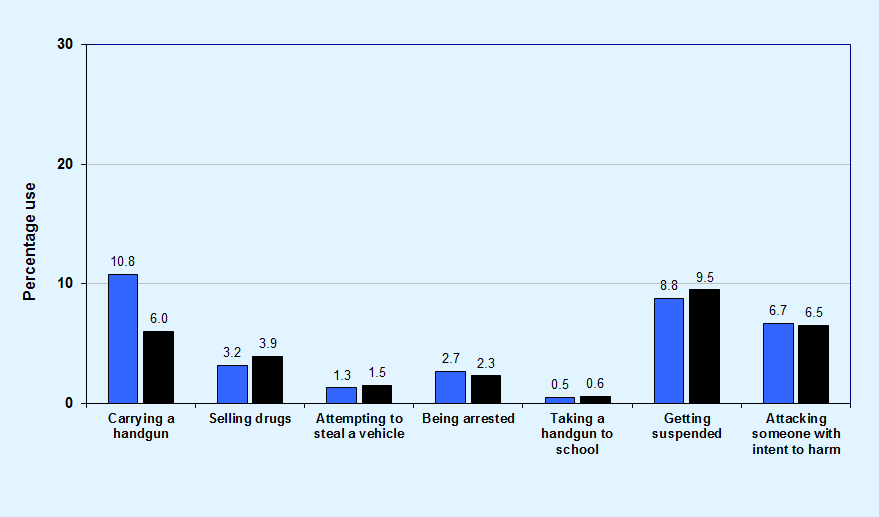 30
20
10
0
Percentage use
10.8
6.0
3.2
3.9
1.3
1.5
2.7
2.3
0.5
0.6
8.8
9.5
6.7
6.5
Carrying a
handgun
Selling drugs
Attempting to
steal a vehicle
Being arrested
Taking a
handgun to
school
Getting
suspended
Attacking
someone with
intent to harm